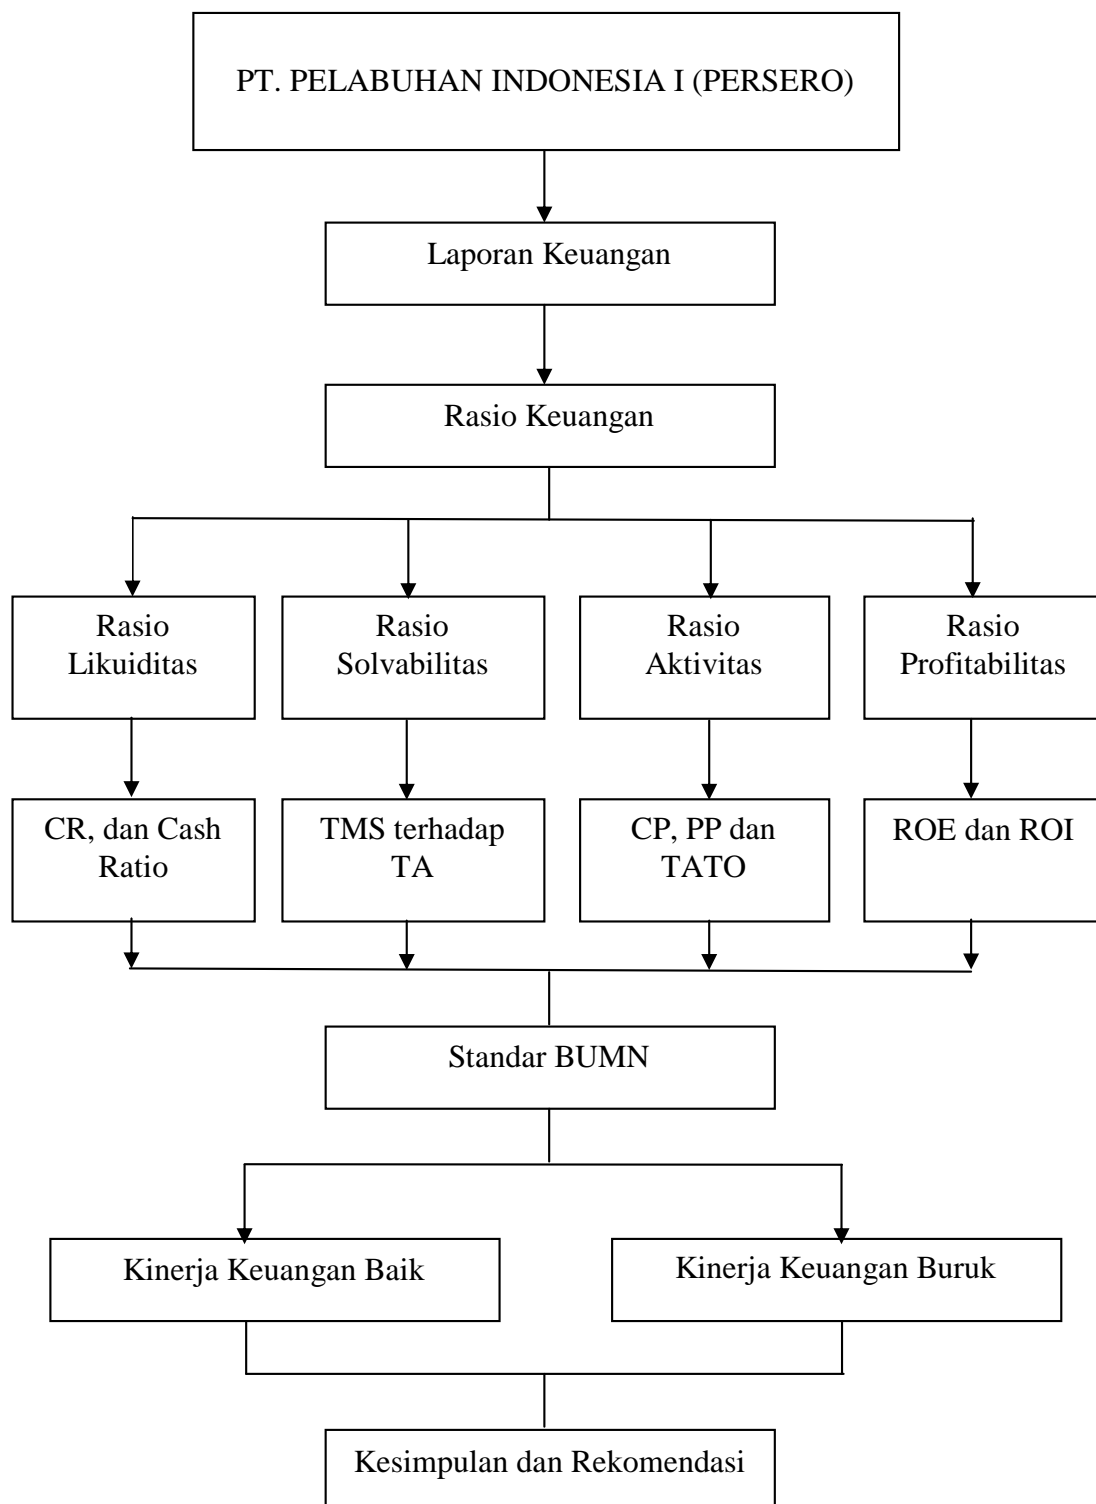 PT. PELABUHAN INDONESIA I (PERSERO)
Laporan Keuangan
Rasio Keuangan
Rasio
Likuiditas
Rasio
Solvabilitas
Rasio
Aktivitas
Rasio
Profitabilitas
CR, dan Cash
Ratio
TMS terhadap
TA
CP, PP dan
TATO
ROE dan ROI
Standar BUMN
Kinerja Keuangan Baik
Kinerja Keuangan Buruk
Kesimpulan dan Rekomendasi